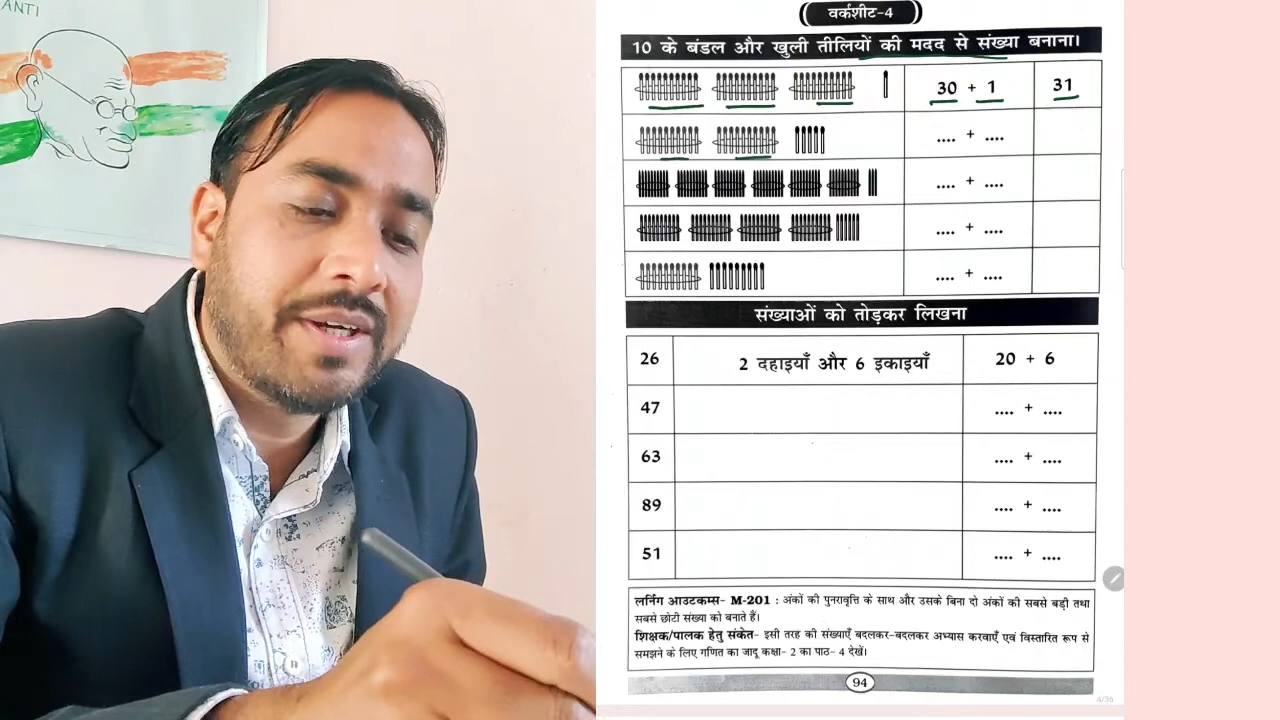 ANTI
वर्कशीट-4
10 के बंडल और खुली तीलियों की मदद से संख्या बनाना।
30 + 1 31
.... + ....
.... + ....
.... + ....
.... + ....
संख्याओं को तोड़कर लिखना
26 2 दहाइयाँ और 6 इकाइयाँ 20 + 6
47 .... + ....
63 .... + ....
89 .... + ....
51 .... + ....
लर्निंग आउटकम्स- M-201 : अंकों की पुनरावृत्ति के साथ और उसके बिना दो अंकों की सबसे बड़ी तथा
सबसे छोटी संख्या को बनाते हैं।
शिक्षक/पालक हेतु संकेत- इसी तरह की संख्याएँ बदलकर-बदलकर अभ्यास करवाएँ एवं विस्तारित रूप से
समझने के लिए गणित का जादू कक्षा- 2 का पाठ- 4 देखें।
94
4/36